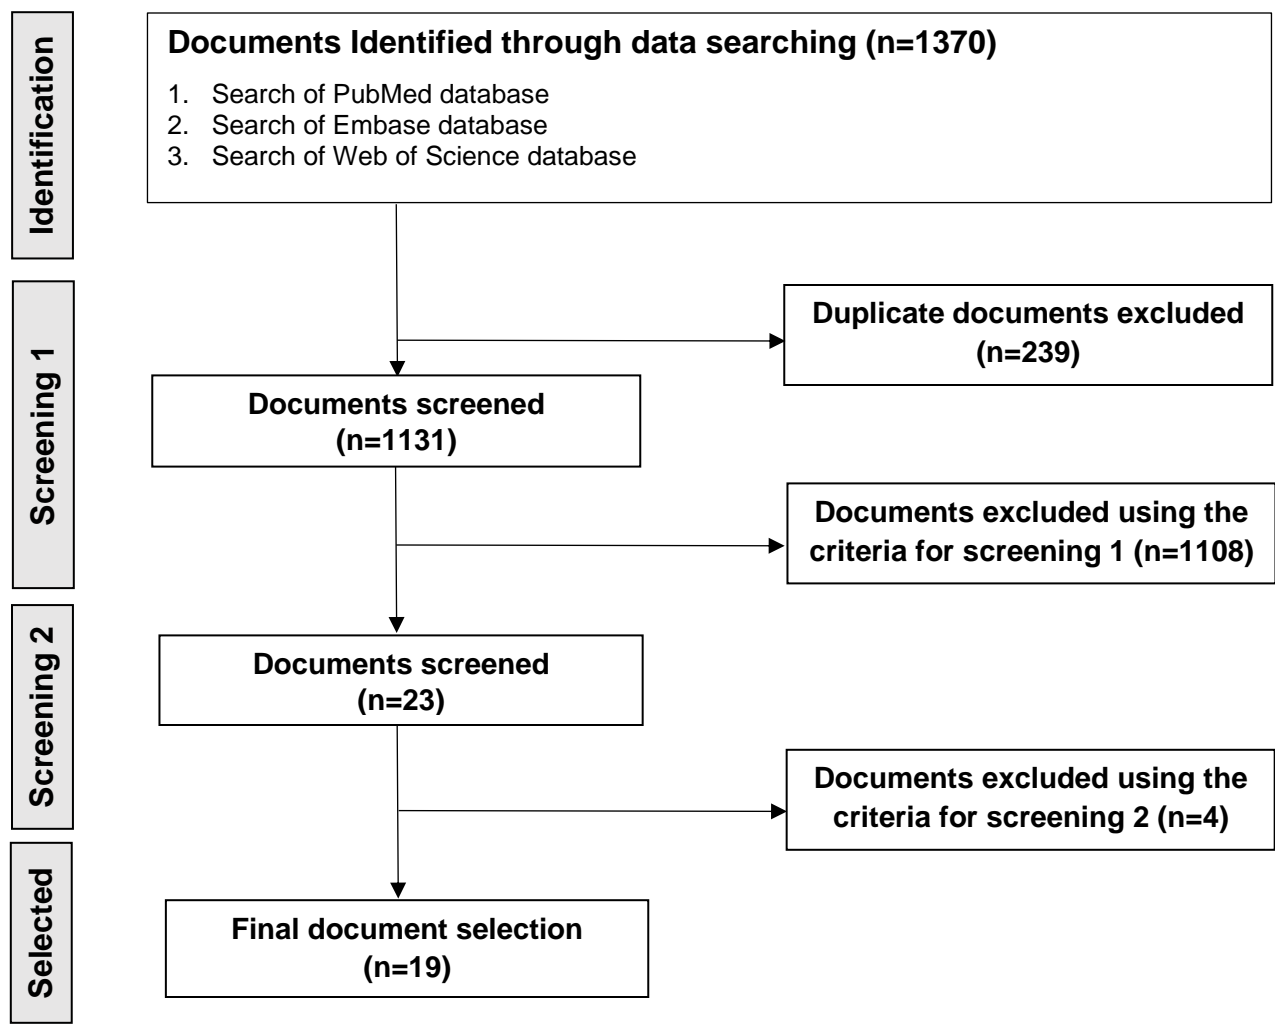 Identification
Documents Identified through data searching (n=1370)
1. Search of PubMed database
2. Search of Embase database
3. Search of Web of Science database
Screening 1
Duplicate documents excluded
(n=239)
Documents screened
(n=1131)
Documents excluded using the
criteria for screening 1 (n=1108)
Screening 2
Documents screened
(n=23)
Documents excluded using the
criteria for screening 2 (n=4)
Selected
Final document selection
(n=19)